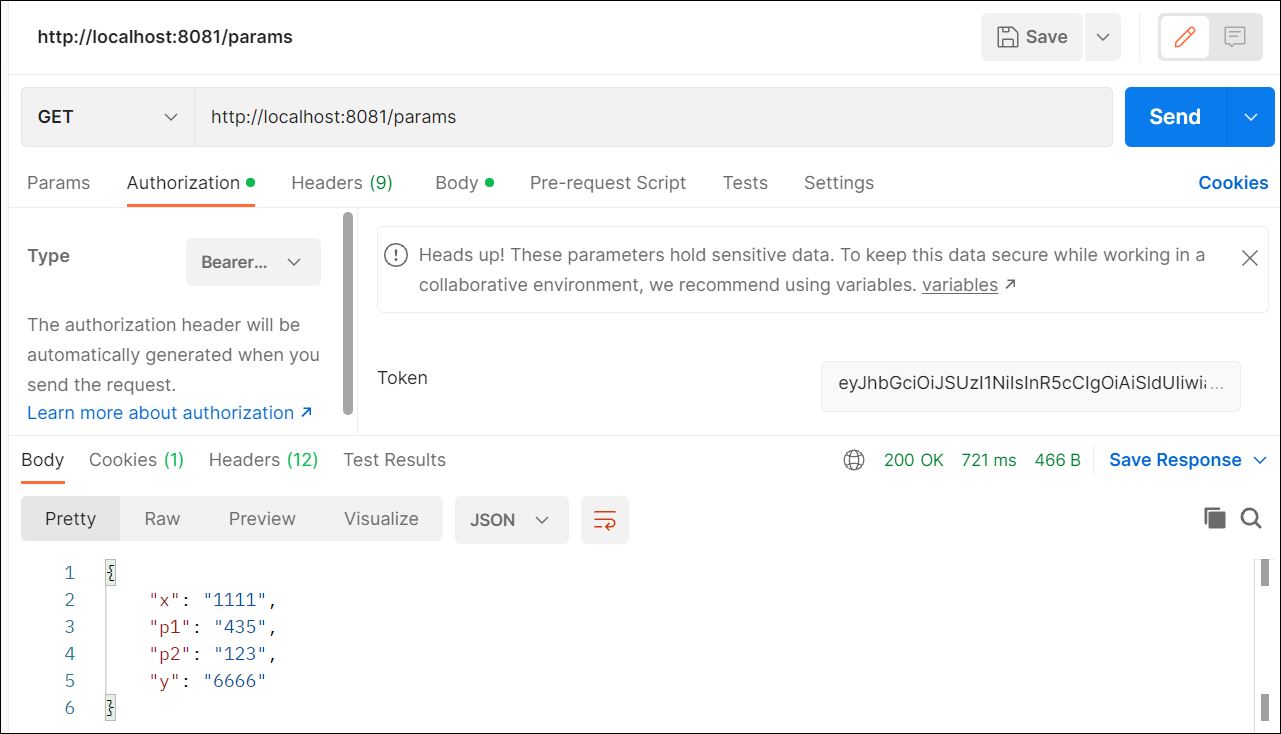 http://localhost:8081/params
Save
GET
http://localhost:8081/params
Send
Params Authorization Headers (9) Body Pre-request Script Tests Settings Cookies
Type
Bearer...
The authorization header will be
automatically generated when you
send the request.
Learn more about authorization ↗
Heads up! These parameters hold sensitive data. To keep this data secure while working in a
collaborative environment, we recommend using variables. variables ↗
Token
eyJhbGciOiJSUzI1NiIsInR5cCIgOiAiSldUIiwia...
Body Cookies (1) Headers (12) Test Results 200 OK 721 ms 466 B Save Response
Pretty Raw Preview Visualize JSON
1 {
2 "x": "1111",
3 "p1": "435",
4 "p2": "123",
5 "y": "6666"
6 }